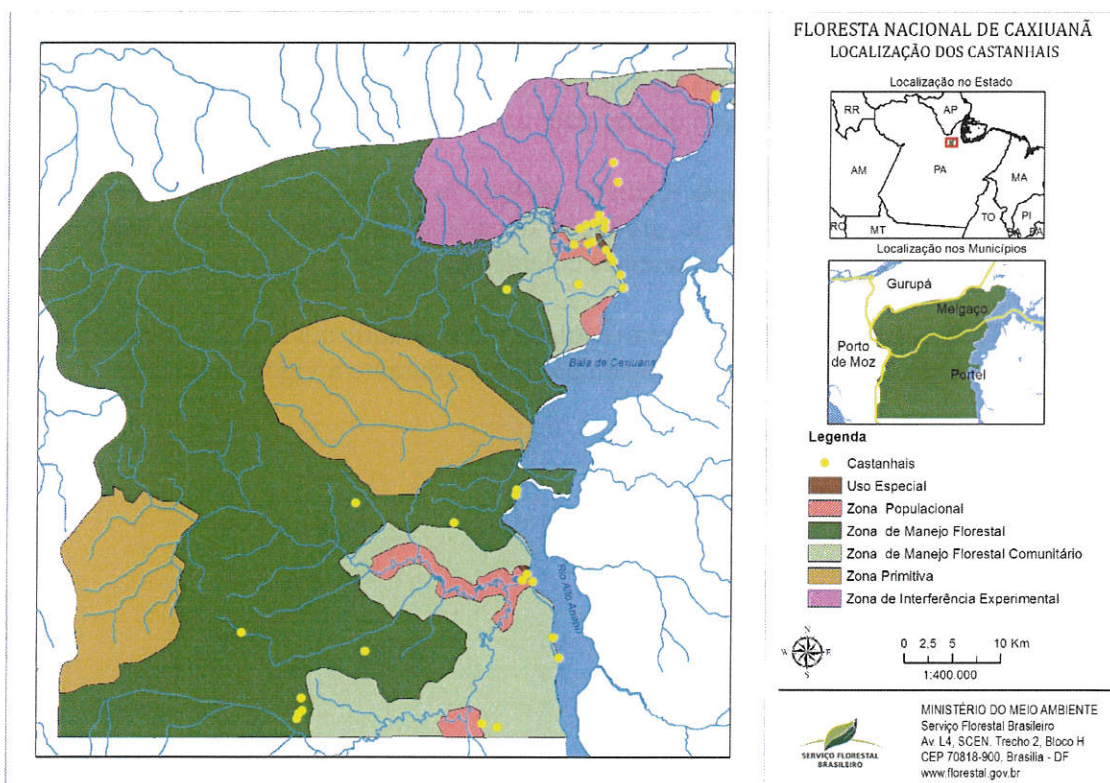 FLORESTA NACIONAL DE CAXIUANÃ
LOCALIZAÇÃO DOS CASTANHAIS
Localização no Estado
RR
AP
AM
PA
MA
RO
MT
TO
PI
BA
Localização nos Municípios
Gurupá
Melgaço
Porto
de Moz
Portel
Baía de Caxiuanã
Rio Alto Anapu
Legenda
Castanhais
Uso Especial
Zona Populacional
Zona de Manejo Florestal
Zona de Manejo Florestal Comunitário
Zona Primitiva
Zona de Interferência Experimental
N
W
E
S
0 2,5 5 10 Km
1:400.000
SERVIÇO FLORESTAL
BRASILEIRO
MINISTÉRIO DO MEIO AMBIENTE
Serviço Florestal Brasileiro
Av. L4, SCEN, Trecho 2, Bloco H
CEP 70818-900, Brasília - DF
www.florestal.gov.br